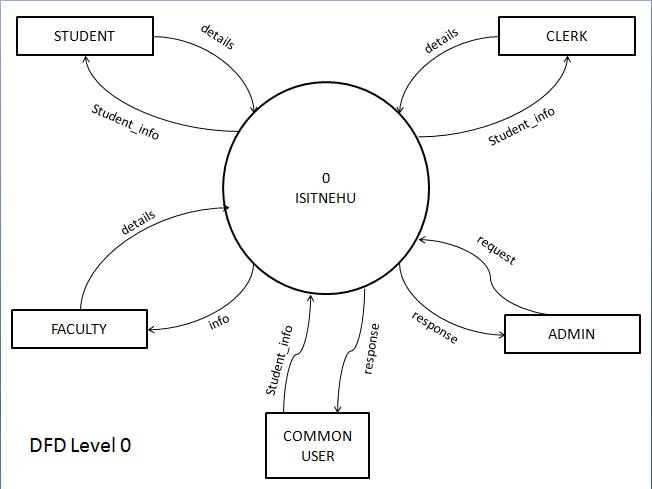 STUDENT
details
details
CLERK
Student_info
Student_info
0
ISITNEHU
details
request
FACULTY
info
Student_info
response
response
ADMIN
COMMON
USER
DFD Level 0